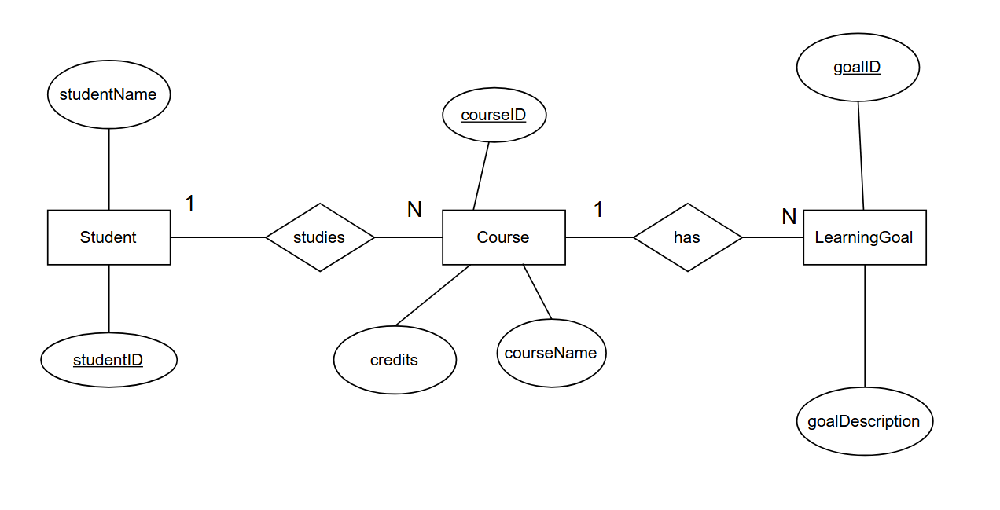 goalID
studentName
courseID
1
N
1
N
Student
studies
Course
has
LearningGoal
studentID
credits
courseName
goalDescription